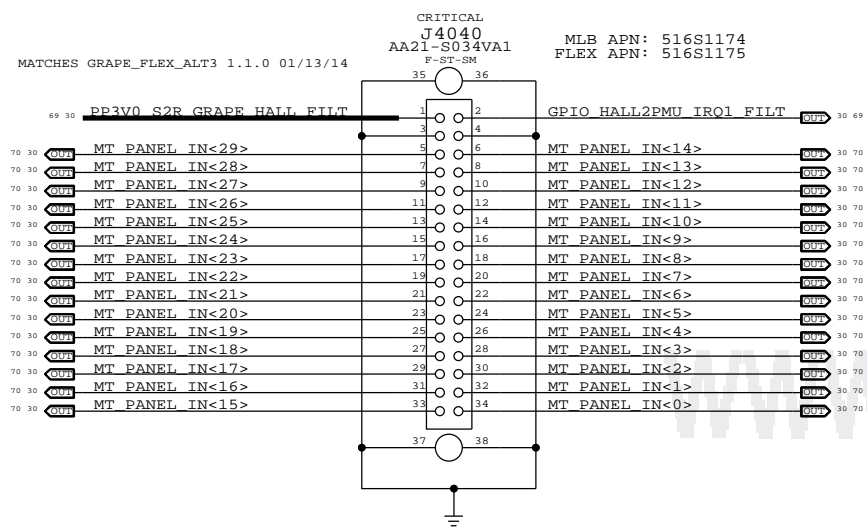 CRITICAL
J4040
AA21-S034VA1
F-ST-SM
MLB APN: 516S1174
FLEX APN: 516S1175
MATCHES GRAPE_FLEX_ALT3 1.1.0 01/13/14
35 36
69 30 PP3V0_S2R_GRAPE_HALL_FILT 1 2 GPIO_HALL2PMU_IRQ1_FILT OUT 30 69
3 4
70 30 OUT MT_PANEL_IN<29> 5 6 MT_PANEL_IN<14> OUT 30 70
70 30 OUT MT_PANEL_IN<28> 7 8 MT_PANEL_IN<13> OUT 30 70
70 30 OUT MT_PANEL_IN<27> 9 10 MT_PANEL_IN<12> OUT 30 70
70 30 OUT MT_PANEL_IN<26> 11 12 MT_PANEL_IN<11> OUT 30 70
70 30 OUT MT_PANEL_IN<25> 13 14 MT_PANEL_IN<10> OUT 30 70
70 30 OUT MT_PANEL_IN<24> 15 16 MT_PANEL_IN<9> OUT 30 70
70 30 OUT MT_PANEL_IN<23> 17 18 MT_PANEL_IN<8> OUT 30 70
70 30 OUT MT_PANEL_IN<22> 19 20 MT_PANEL_IN<7> OUT 30 70
70 30 OUT MT_PANEL_IN<21> 21 22 MT_PANEL_IN<6> OUT 30 70
70 30 OUT MT_PANEL_IN<20> 23 24 MT_PANEL_IN<5> OUT 30 70
70 30 OUT MT_PANEL_IN<19> 25 26 MT_PANEL_IN<4> OUT 30 70
70 30 OUT MT_PANEL_IN<18> 27 28 MT_PANEL_IN<3> OUT 30 70
70 30 OUT MT_PANEL_IN<17> 29 30 MT_PANEL_IN<2> OUT 30 70
70 30 OUT MT_PANEL_IN<16> 31 32 MT_PANEL_IN<1> OUT 30 70
70 30 OUT MT_PANEL_IN<15> 33 34 MT_PANEL_IN<0> OUT 30 70
37 38